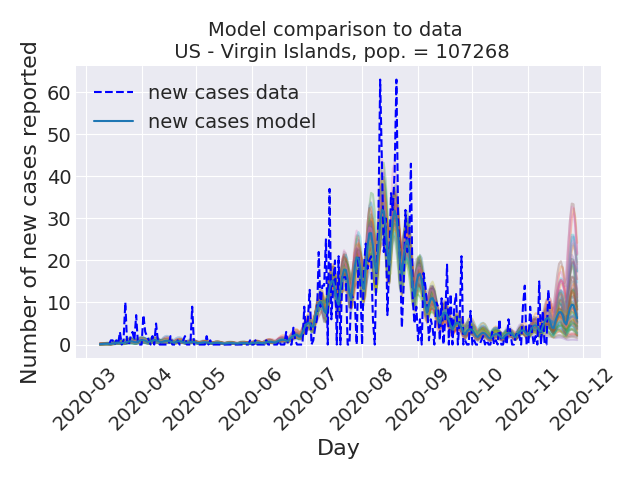 Model comparison to data
US - Virgin Islands, pop. = 107268
Number of new cases reported
60
50
40
30
20
10
0
new cases data
new cases model
2020-03
2020-04
2020-05
2020-06
2020-07
2020-08
2020-09
2020-10
2020-11
2020-12
Day